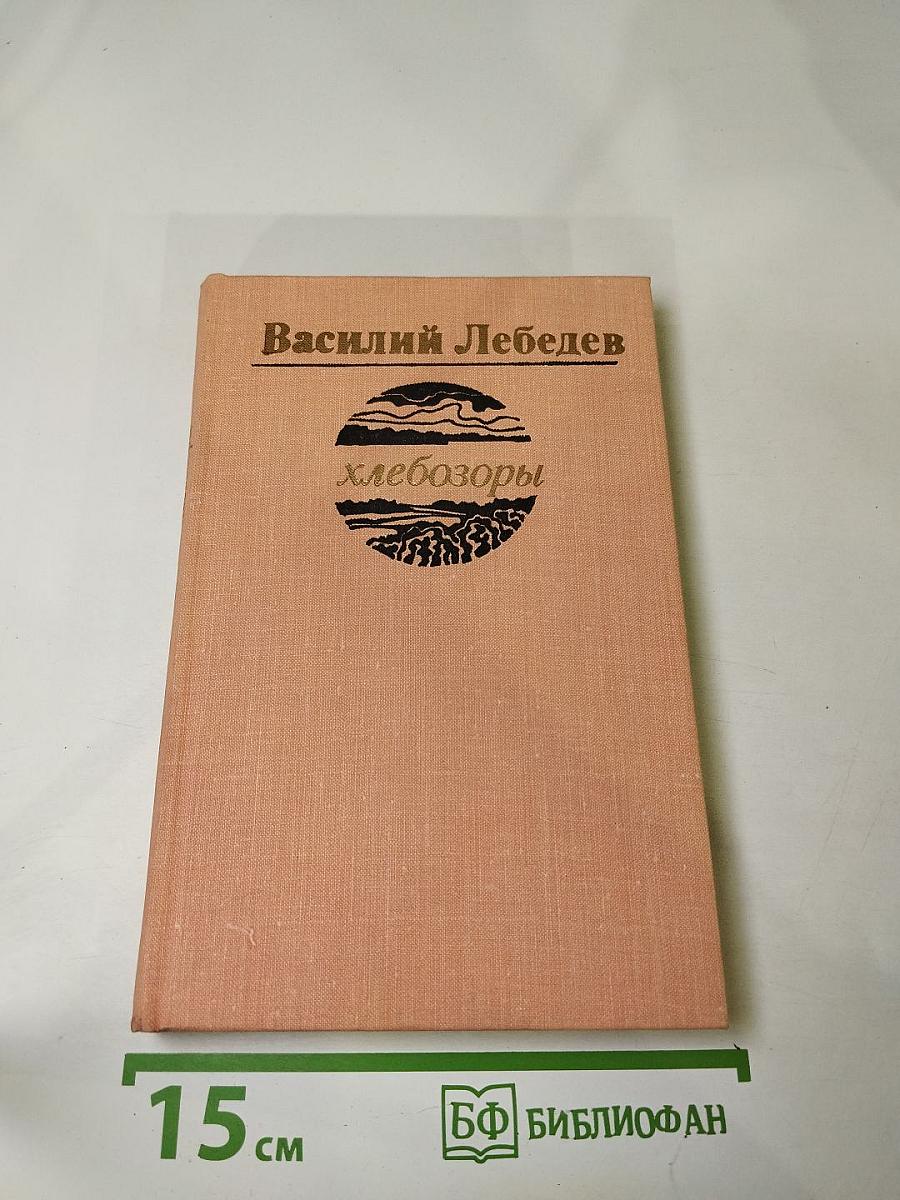 Василий Лебедев
хлебозоры
15 см
БФ БИБЛИОФАН